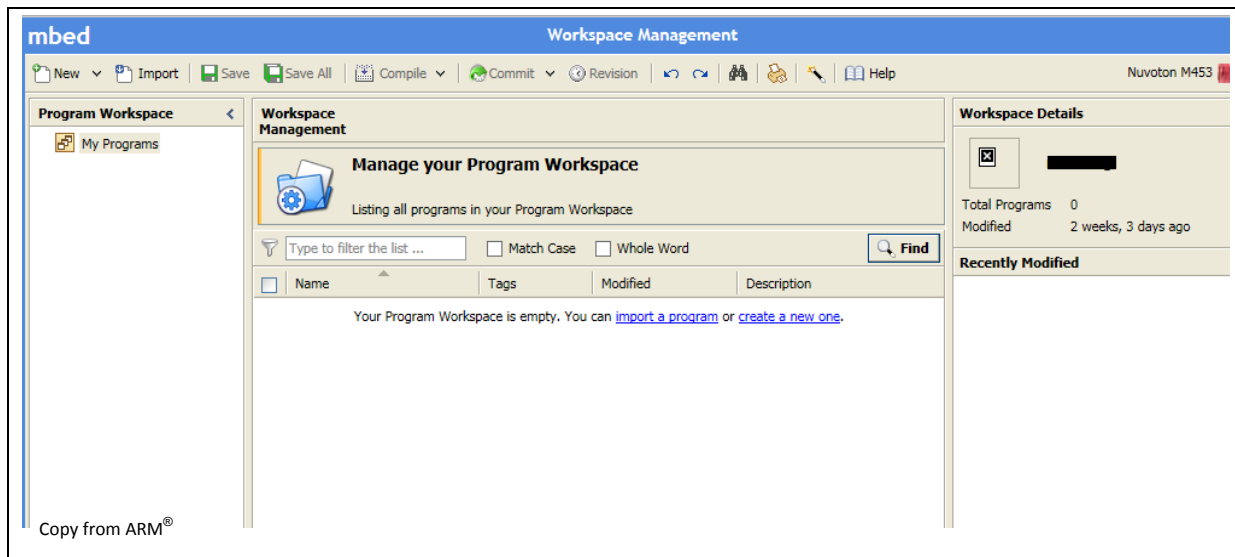 mbed
Workspace Management
New Import Save Save All Compile Commit Revision Help Nuvoton M453
Program Workspace
My Programs
Workspace
Management
Manage your Program Workspace
Listing all programs in your Program Workspace
Type to filter the list ... Match Case Whole Word Find
Name Tags Modified Description
Your Program Workspace is empty. You can import a program or create a new one.
Workspace Details
Total Programs 0
Modified 2 weeks, 3 days ago
Recently Modified
Copy from ARM®